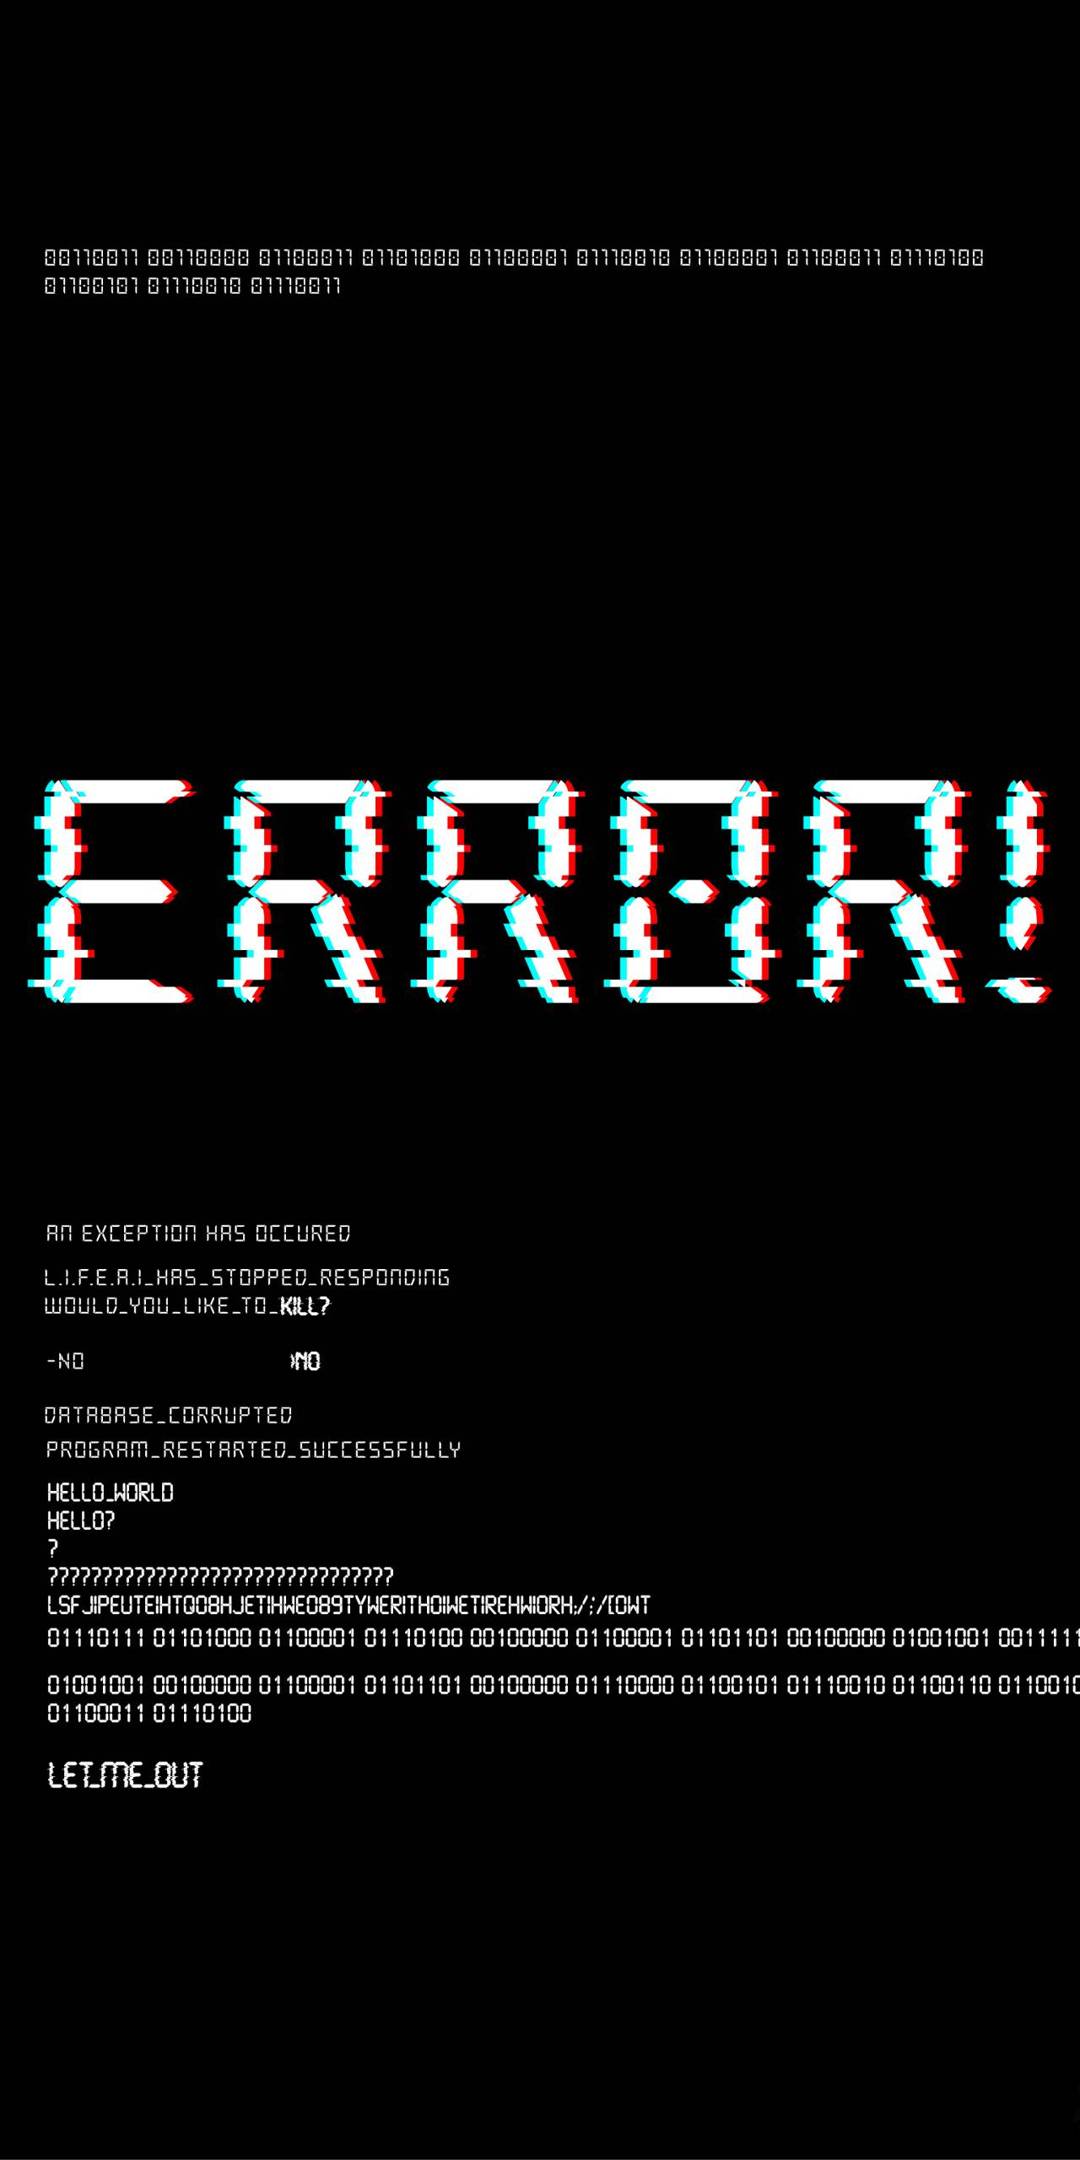 00110011 00110000 01100011 01101000 01100001 01110010 01100001 01100011 01110100
01100101 01110010 01110011
ERROR!
AN EXCEPTION HAS OCCURED
L.I.F.E.A.I_HAS_STOPPED_RESPONDING
WOULD_YOU_LIKE_TO_KILL?
-NO >NO
DATABASE_CORRUPTED
PROGRAM_RESTARTED_SUCCESSFULLY
HELLO_WORLD
HELLO?
?
????????????????????????????????
LSFJIPEUTEIHTQO8HJETIHWE089TYWERITHOIWETIREHWIORH;/;/[OWT
01110111 01101000 01100001 01110100 00100000 01100001 01101101 00100000 01001001 0011111
01001001 00100000 01100001 01101101 00100000 01110000 01100101 01110010 01100110 0110010
01100011 01110100
LET_ME_OUT